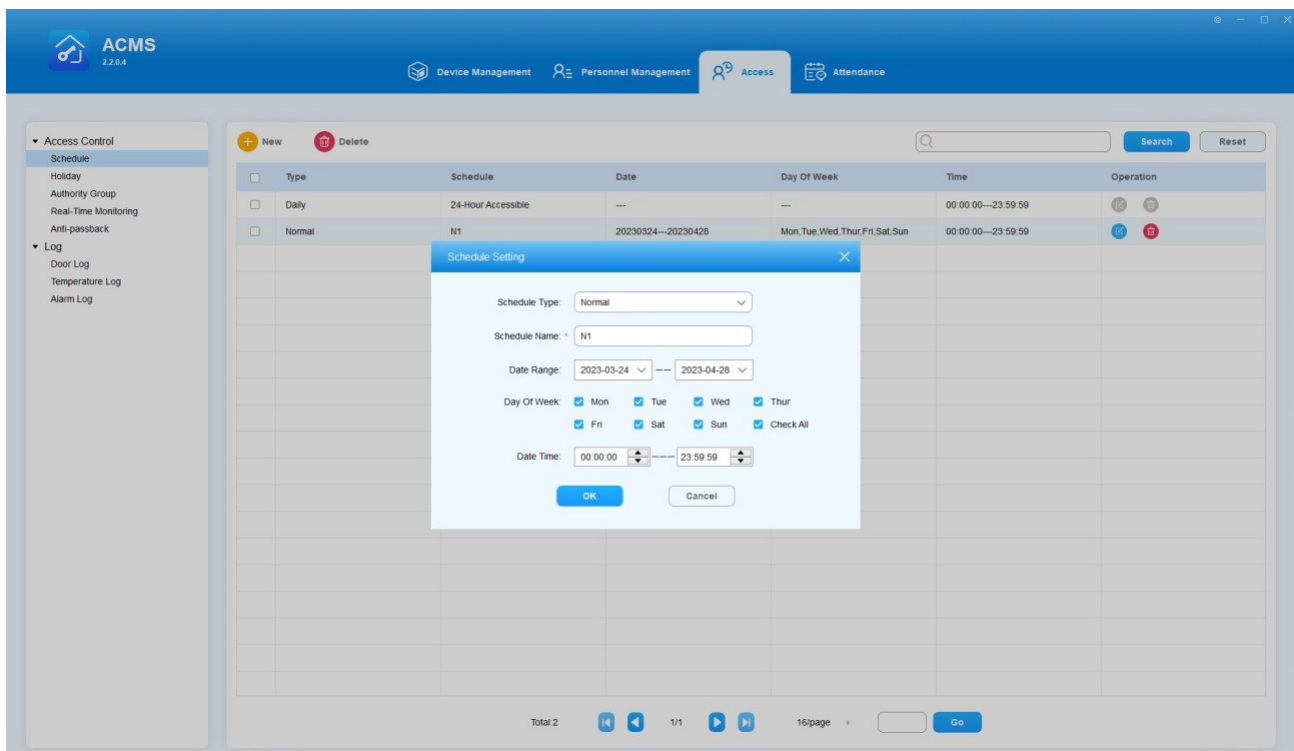 ACMS
2.2.0.4
Device Management Personnel Management Access Attendance
Access Control
Schedule
Holiday
Authority Group
Real-Time Monitoring
Anti-passback
Log
Door Log
Temperature Log
Alarm Log
New Delete Search Reset
Type Schedule Date Day Of Week Time Operation
Daily 24-Hour Accessible --- --- 00:00:00---23:59:59
Normal N1 20230324---20230428 Mon,Tue,Wed,Thur,Fri,Sat,Sun 00:00:00---23:59:59
Schedule Setting
Schedule Type: Normal
Schedule Name: * N1
Date Range: 2023-03-24 --- 2023-04-28
Day Of Week: Mon Tue Wed Thur
Fri Sat Sun Check All
Date Time: 00:00:00 --- 23:59:59
OK Cancel
Total:2 1/1 16/page Go